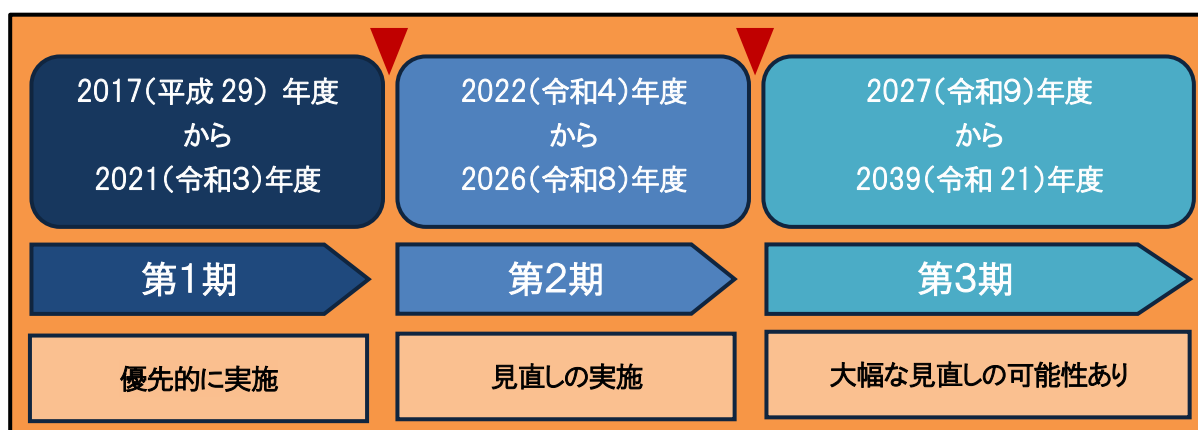 2017（平成 29） 年度
から
2021（令和３）年度
2022（令和４）年度
から
2026（令和８）年度
2027（令和９）年度
から
2039（令和 21）年度
第１期
第２期
第３期
優先的に実施
見直しの実施
大幅な見直しの可能性あり